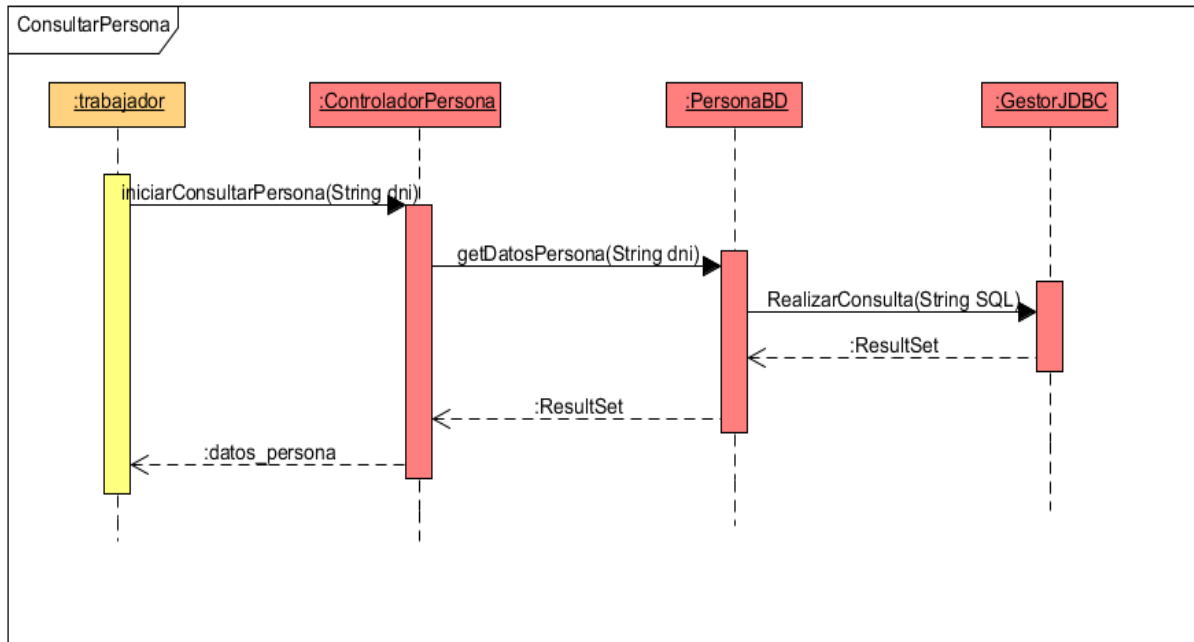 ConsultarPersona
:trabajador
:ControladorPersona
:PersonaBD
:GestorJDBC
iniciarConsultarPersona(String dni)
getDatosPersona(String dni)
RealizarConsulta(String SQL)
:ResultSet
:ResultSet
:datos_persona